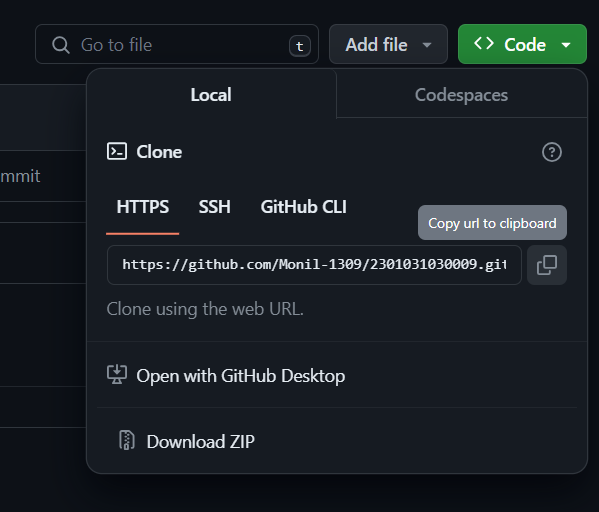 Go to file t Add file Code
Local Codespaces
mmit
Clone
HTTPS SSH GitHub CLI
Copy url to clipboard
https://github.com/Monil-1309/2301031030009.git
Clone using the web URL.
Open with GitHub Desktop
Download ZIP